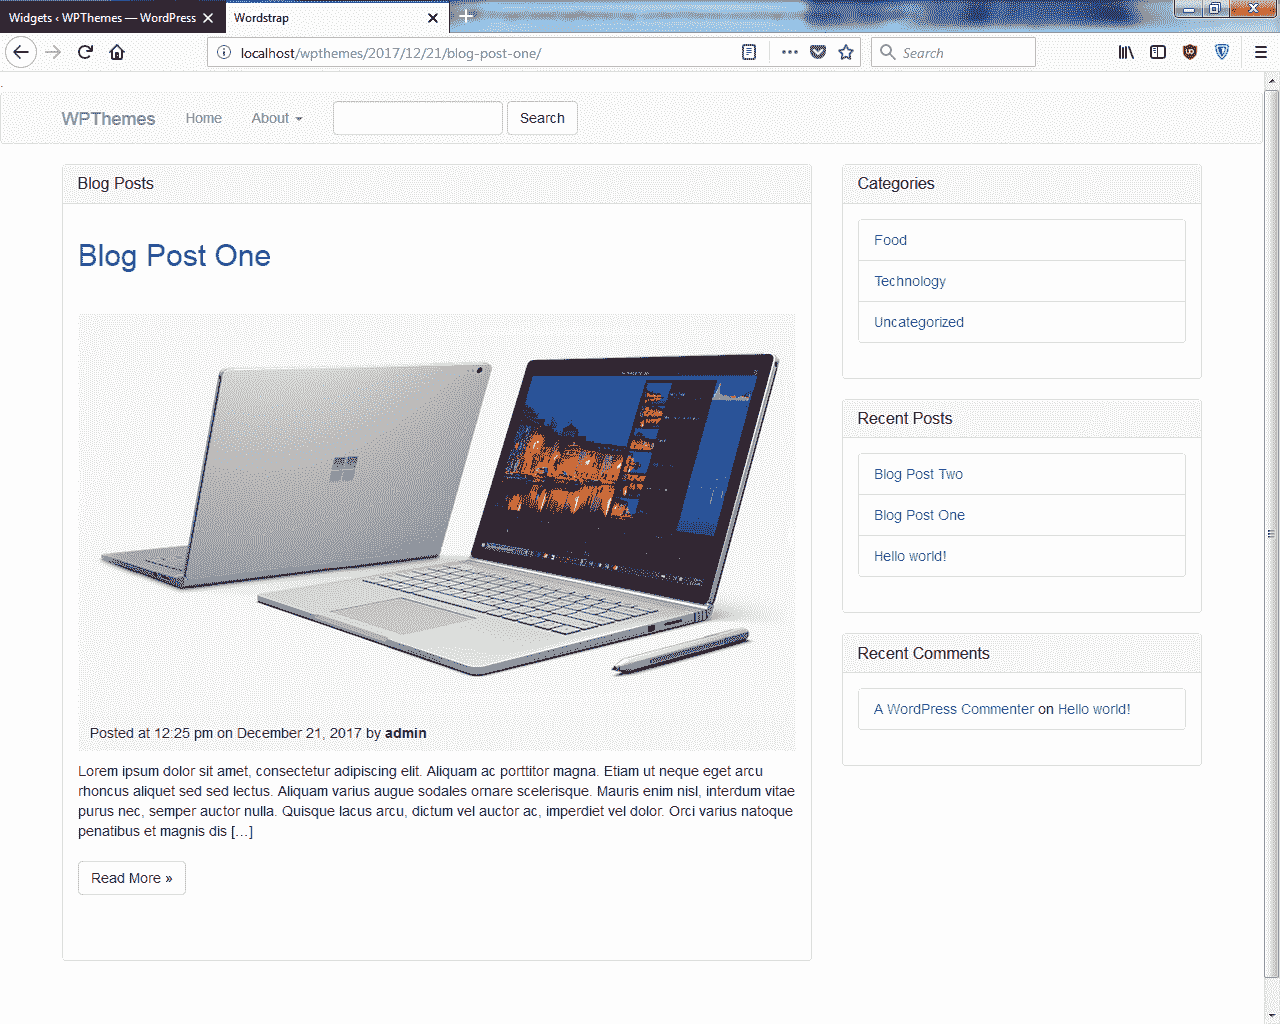 Widgets ‹ WPThemes — WordPress
Wordstrap
localhost/wpthemes/2017/12/21/blog-post-one/
Search
WPThemes
Home
About
Search
Blog Posts
Blog Post One
Posted at 12:25 pm on December 21, 2017 by admin
Lorem ipsum dolor sit amet, consectetur adipiscing elit. Aliquam ac porttitor magna. Etiam ut neque eget arcu
rhoncus aliquet sed sed lectus. Aliquam varius augue sodales ornare scelerisque. Mauris enim nisl, interdum vitae
purus nec, semper auctor nulla. Quisque lacus arcu, dictum vel auctor ac, imperdiet vel dolor. Orci varius natoque
penatibus et magnis dis […]
Read More »
Categories
Food
Technology
Uncategorized
Recent Posts
Blog Post Two
Blog Post One
Hello world!
Recent Comments
A WordPress Commenter on Hello world!